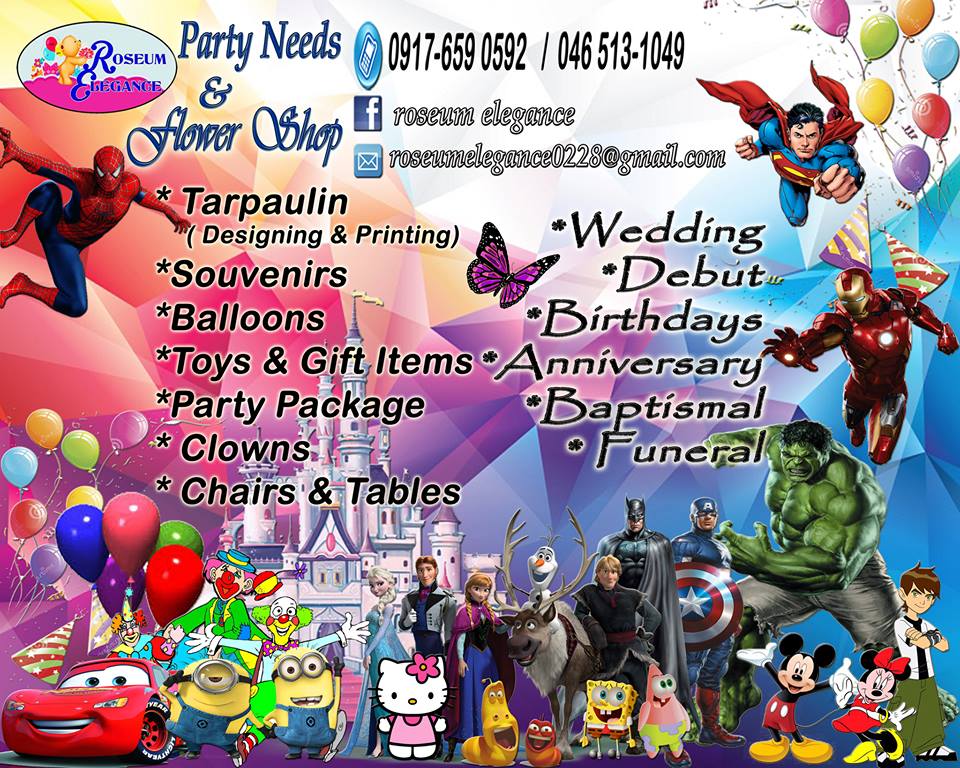 ROSEUM
ELEGANCE
Party Needs
&
Flower Shop
0917-659 0592 / 046 513-1049
f roseum elegance
roseumelegance0228@gmail.com
* Tarpaulin
( Designing & Printing)
*Souvenirs
*Balloons
*Toys & Gift Items
*Party Package
* Clowns
* Chairs & Tables
*Wedding
*Debut
*Birthdays
*Anniversary
*Baptismal
* Funeral